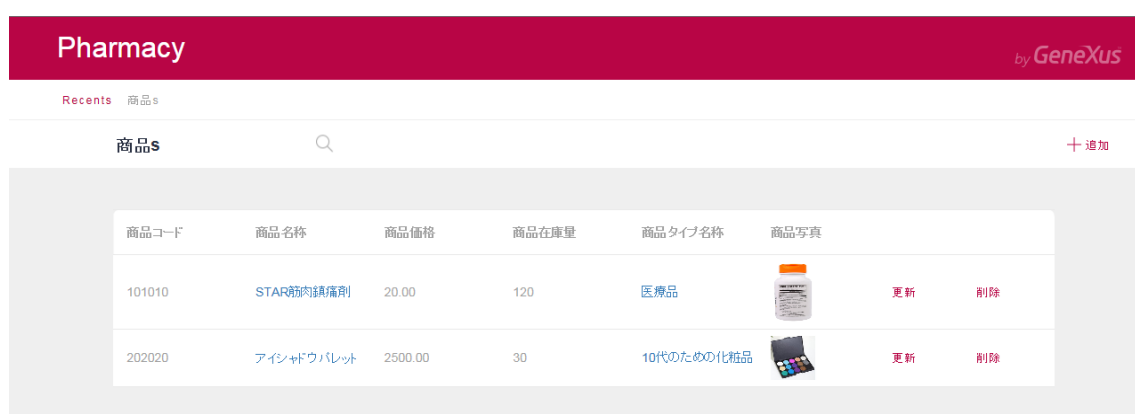 Pharmacy
by GeneXus
Recents 商品s
商品s
追加
商品コード 商品名称 商品価格 商品在庫量 商品タイプ名称 商品写真
101010 STAR筋肉鎮痛剤 20.00 120 医療品 更新 削除
202020 アイシャドウパレット 2500.00 30 10代のための化粧品 更新 削除